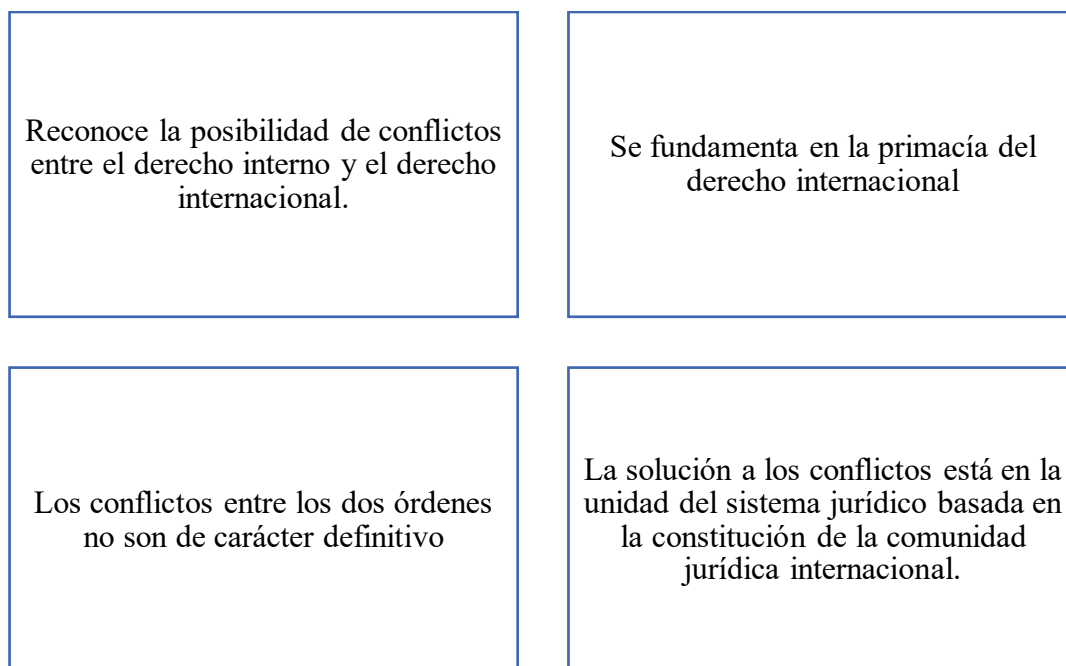 Reconoce la posibilidad de conflictos
entre el derecho interno y el derecho
internacional.
Se fundamenta en la primacía del
derecho internacional
Los conflictos entre los dos órdenes
no son de carácter definitivo
La solución a los conflictos está en la
unidad del sistema jurídico basada en
la constitución de la comunidad
jurídica internacional.